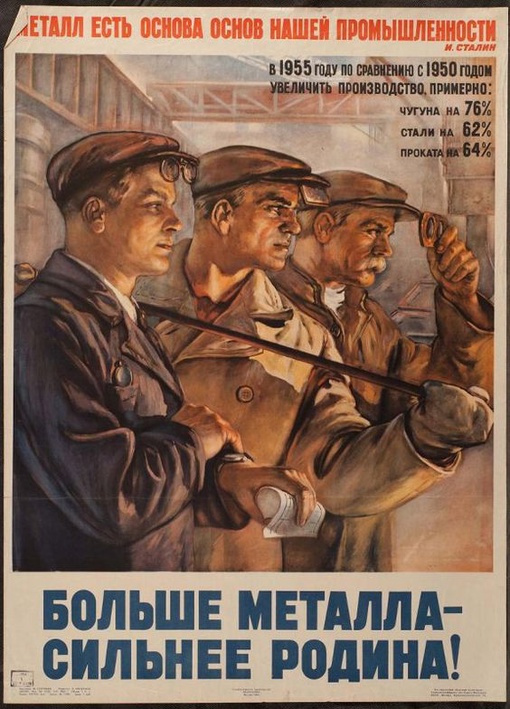 МЕТАЛЛ ЕСТЬ ОСНОВА ОСНОВ НАШЕЙ ПРОМЫШЛЕННОСТИ
И. СТАЛИН
В 1955 ГОДУ ПО СРАВНЕНИЮ С 1950 ГОДОМ
УВЕЛИЧИТЬ ПРОИЗВОДСТВО, ПРИМЕРНО:
ЧУГУНА НА 76%
СТАЛИ НА 62%
ПРОКАТА НА 64%
БОЛЬШЕ МЕТАЛЛА–
СИЛЬНЕЕ РОДИНА!